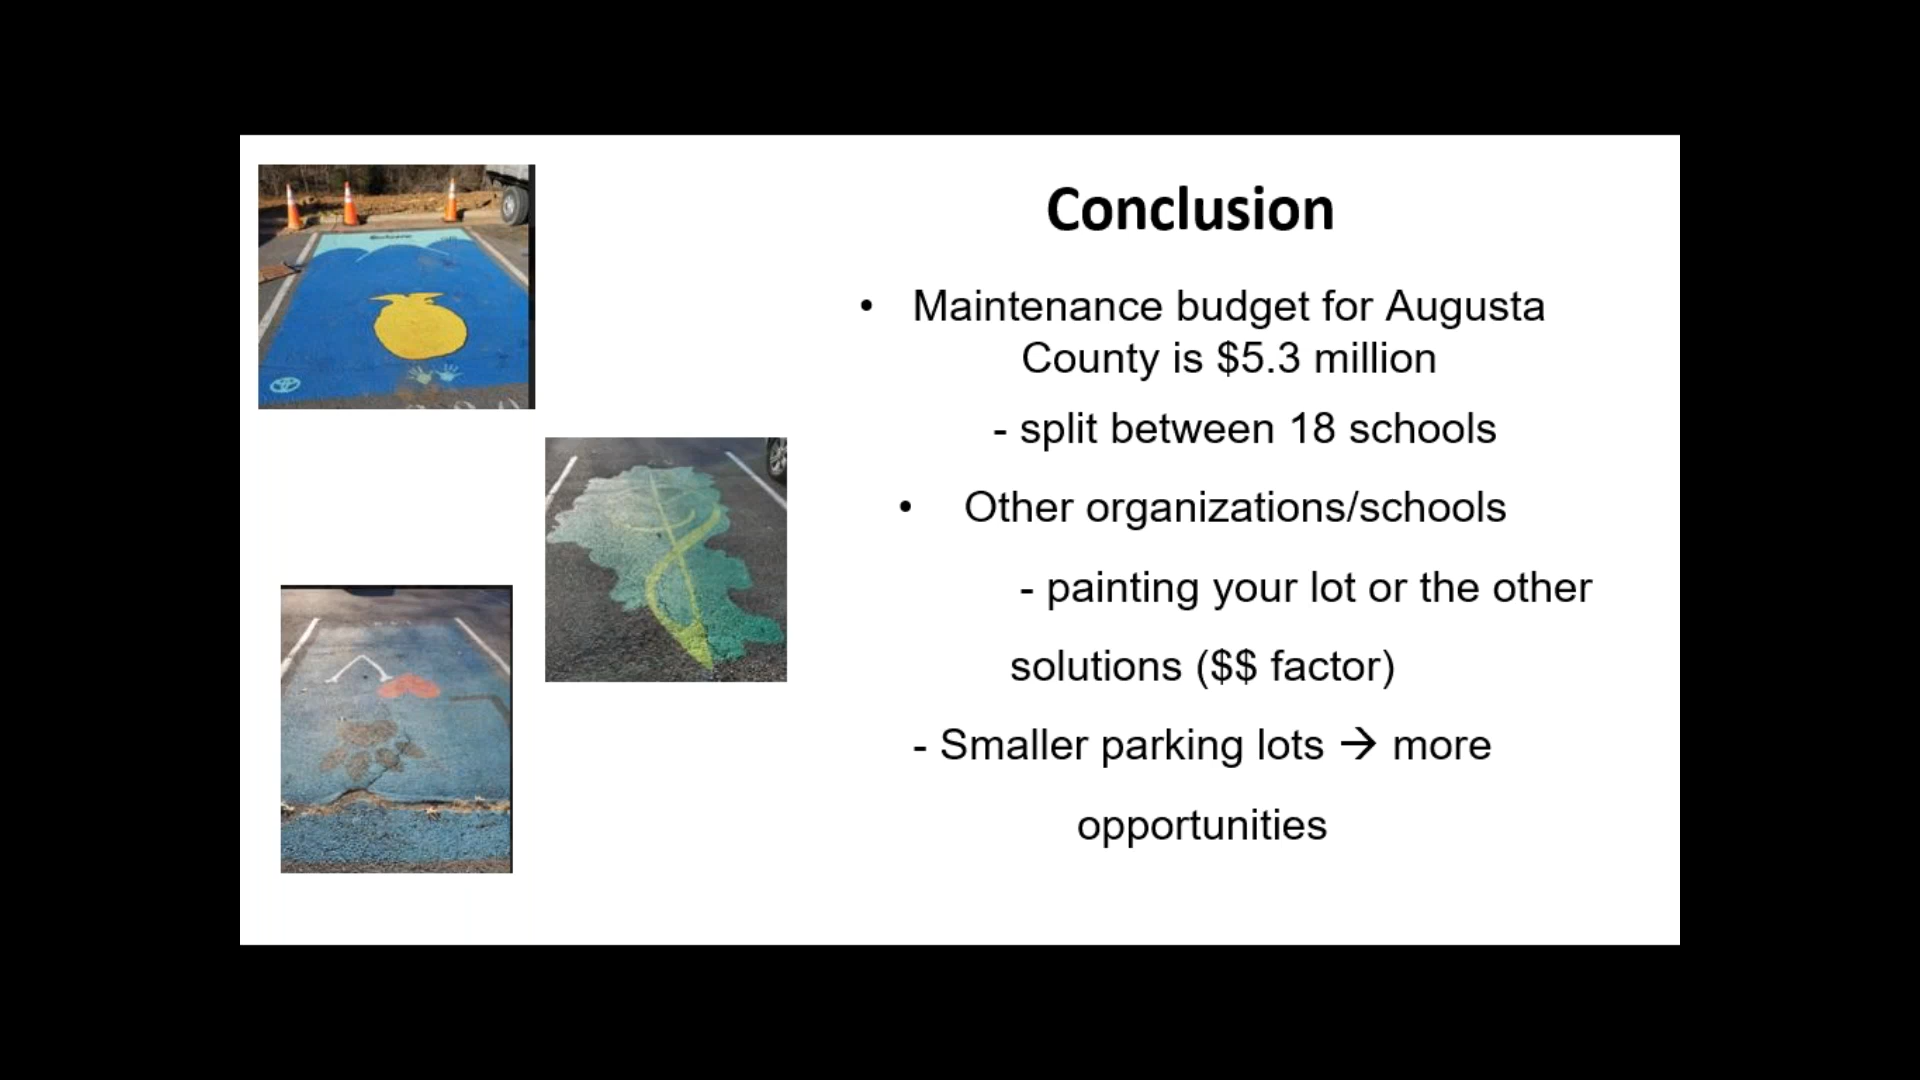 Conclusion
• Maintenance budget for Augusta
County is $5.3 million
- split between 18 schools
• Other organizations/schools
- painting your lot or the other
solutions ($$ factor)
- Smaller parking lots → more
opportunities